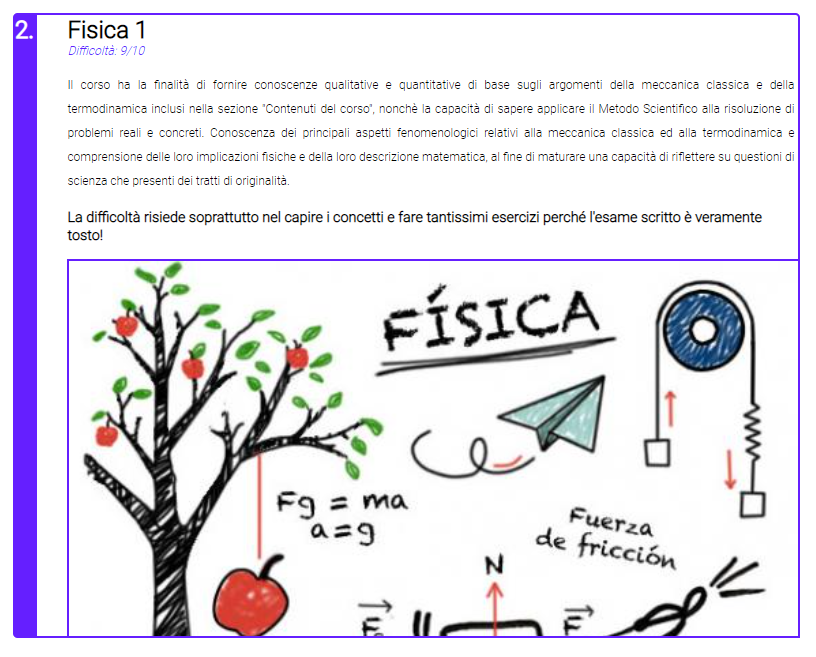 2.
Fisica 1
Difficoltà: 9/10
Il corso ha la finalità di fornire conoscenze qualitative e quantitative di base sugli argomenti della meccanica classica e della
termodinamica inclusi nella sezione "Contenuti del corso", nonchè la capacità di sapere applicare il Metodo Scientifico alla risoluzione di
problemi reali e concreti. Conoscenza dei principali aspetti fenomenologici relativi alla meccanica classica ed alla termodinamica e
comprensione delle loro implicazioni fisiche e della loro descrizione matematica, al fine di maturare una capacità di riflettere su questioni di
scienza che presenti dei tratti di originalità.
La difficoltà risiede soprattutto nel capire i concetti e fare tantissimi esercizi perché l'esame scritto è veramente
tosto!
FÍSICA
Fg = ma
a=g
Fuerza
de fricción
N
F